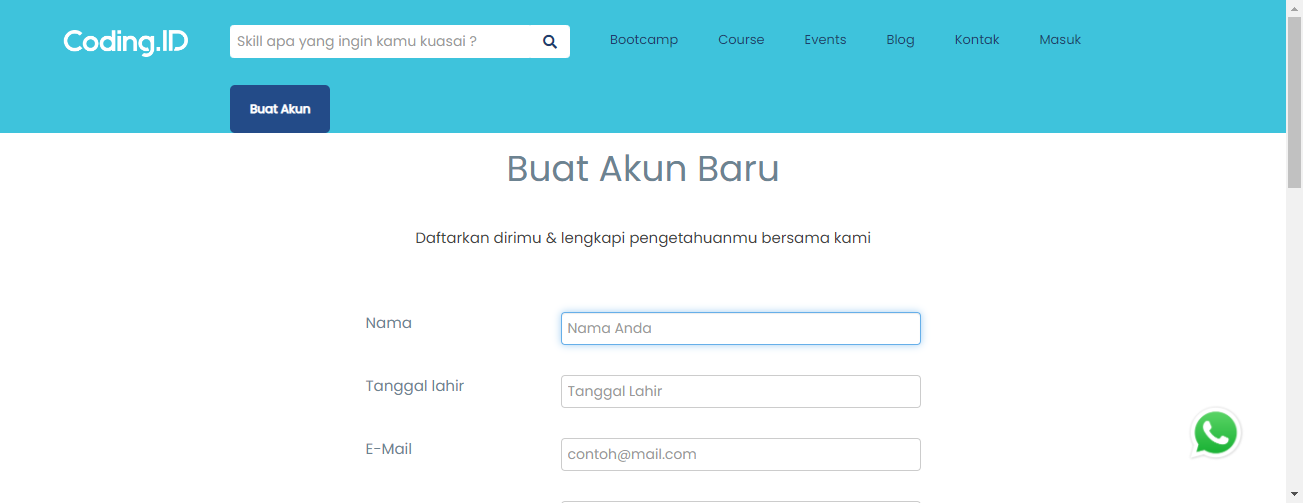 Coding.ID
Skill apa yang ingin kamu kuasai ?
Bootcamp Course Events Blog Kontak Masuk
Buat Akun
Buat Akun Baru
Daftarkan dirimu & lengkapi pengetahuanmu bersama kami
Nama Nama Anda
Tanggal lahir Tanggal Lahir
E-Mail contoh@mail.com